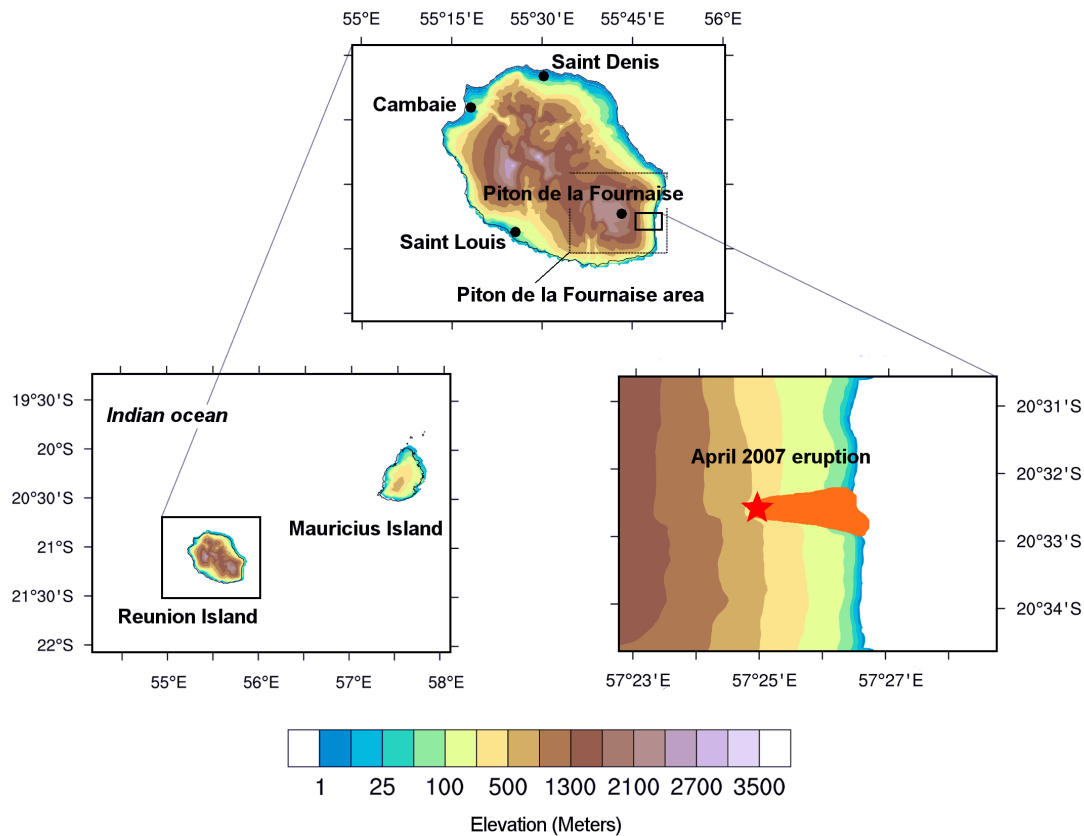 55°E 55°15'E 55°30'E 55°45'E 56°E
Saint Denis
Cambaie
Piton de la Fournaise
Saint Louis
Piton de la Fournaise area
19°30'S
Indian ocean
20°S
20°30'S
Mauricius Island
21°S
21°30'S
Reunion Island
22°S
55°E 56°E 57°E 58°E
20°31'S
April 2007 eruption
20°32'S
20°33'S
20°34'S
57°23'E 57°25'E 57°27'E
1 25 100 500 1300 2100 2700 3500
Elevation (Meters)